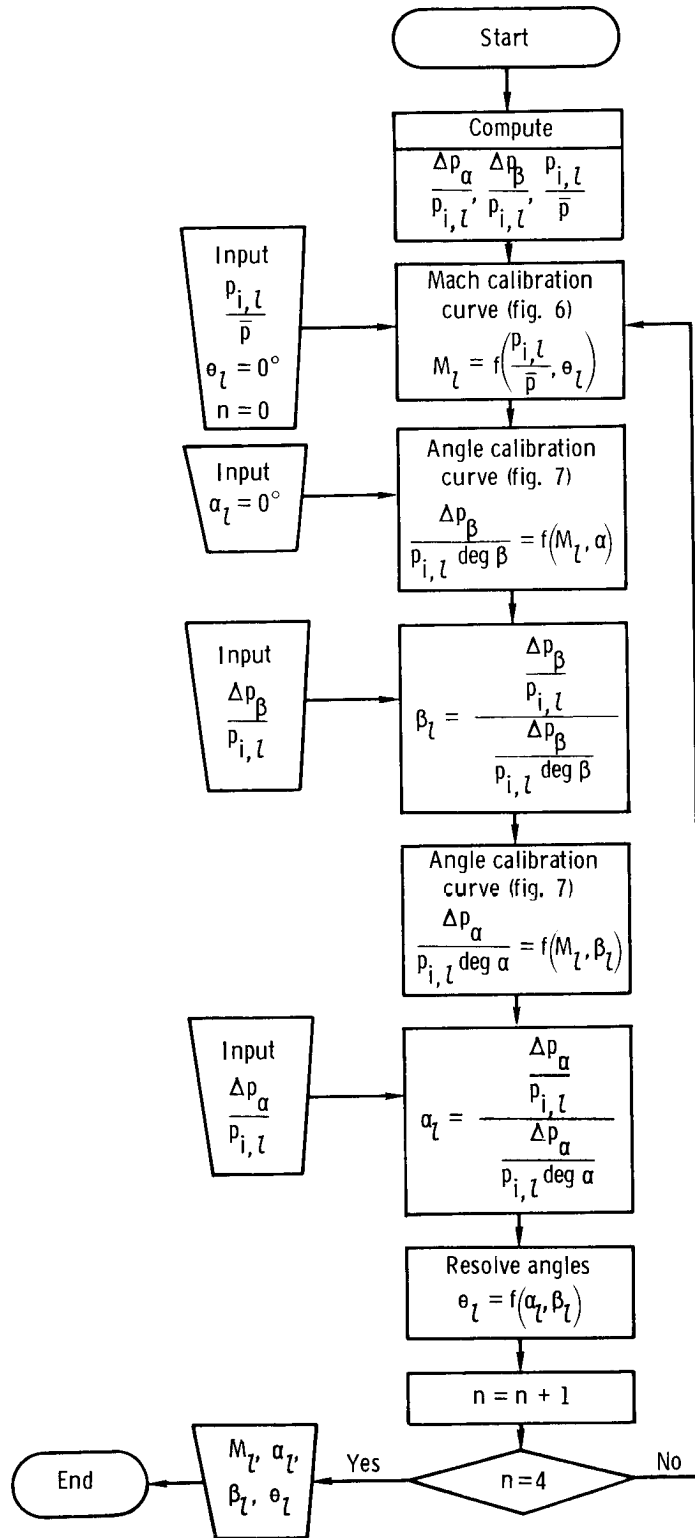 Start
Compute
Δp_α / p_i,l , Δp_β / p_i,l , p_i,l / p̄
Input
p_i,l / p̄
θ_l = 0°
n = 0
Mach calibration
curve (fig. 6)
M_l = f(p_i,l / p̄, θ_l)
Input
α_l = 0°
Angle calibration
curve (fig. 7)
Δp_β / p_i,l deg β = f(M_l, α)
Input
Δp_β / p_i,l
β_l = (Δp_β / p_i,l) / (Δp_β / p_i,l deg β)
Angle calibration
curve (fig. 7)
Δp_α / p_i,l deg α = f(M_l, β_l)
Input
Δp_α / p_i,l
α_l = (Δp_α / p_i,l) / (Δp_α / p_i,l deg α)
Resolve angles
θ_l = f(α_l, β_l)
n = n + 1
n = 4
Yes
No
M_l, α_l,
β_l, θ_l
End